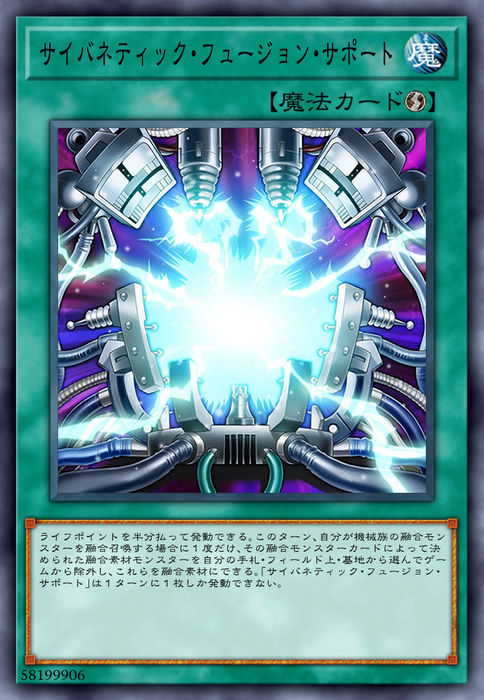 サイバネティック・フュージョン・サポート
魔
【魔法カード】
ライフポイントを半分払って発動できる。このターン、自分が機械族の融合モン
スターを融合召喚する場合に1度だけ、その融合モンスターカードによって決
められた融合素材モンスターを自分の手札・フィールド上・墓地から選んでゲー
ムから除外し、これらを融合素材にできる。「サイバネティック・フュージョン・
サポート」は1ターンに1枚しか発動できない。
58199906